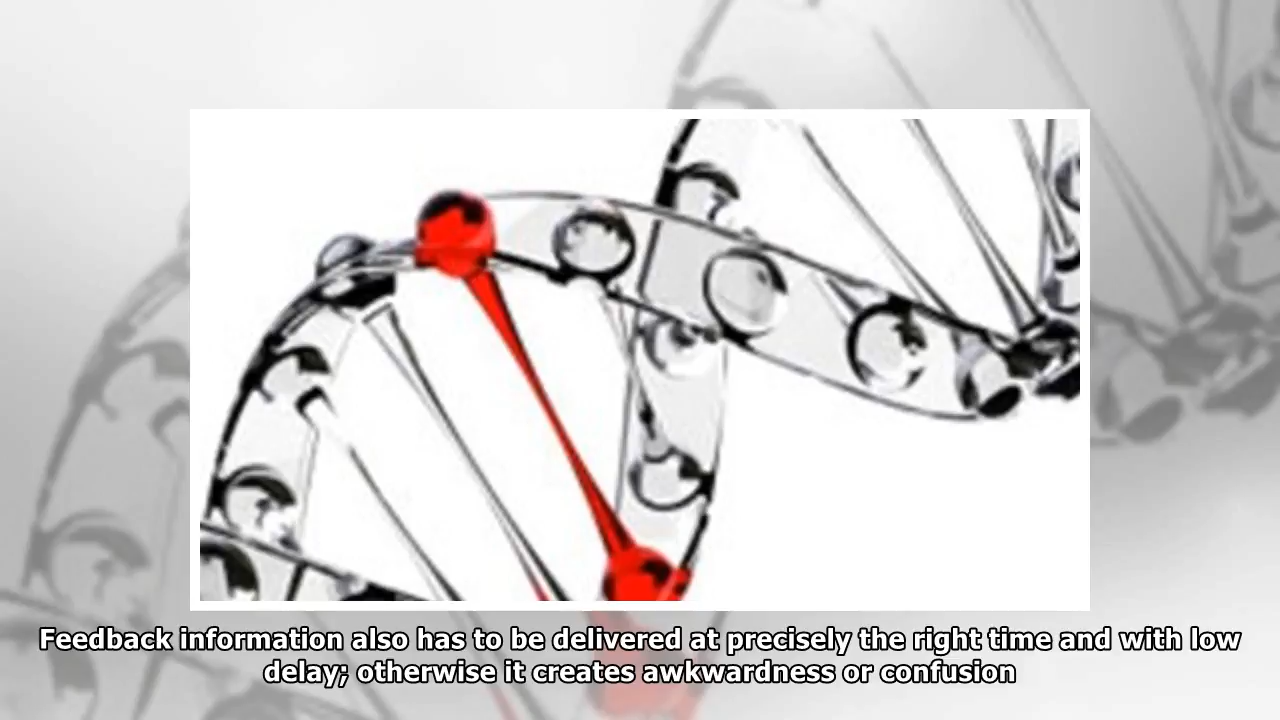 Feedback information also has to be delivered at precisely the right time and with low
delay; otherwise it creates awkwardness or confusion